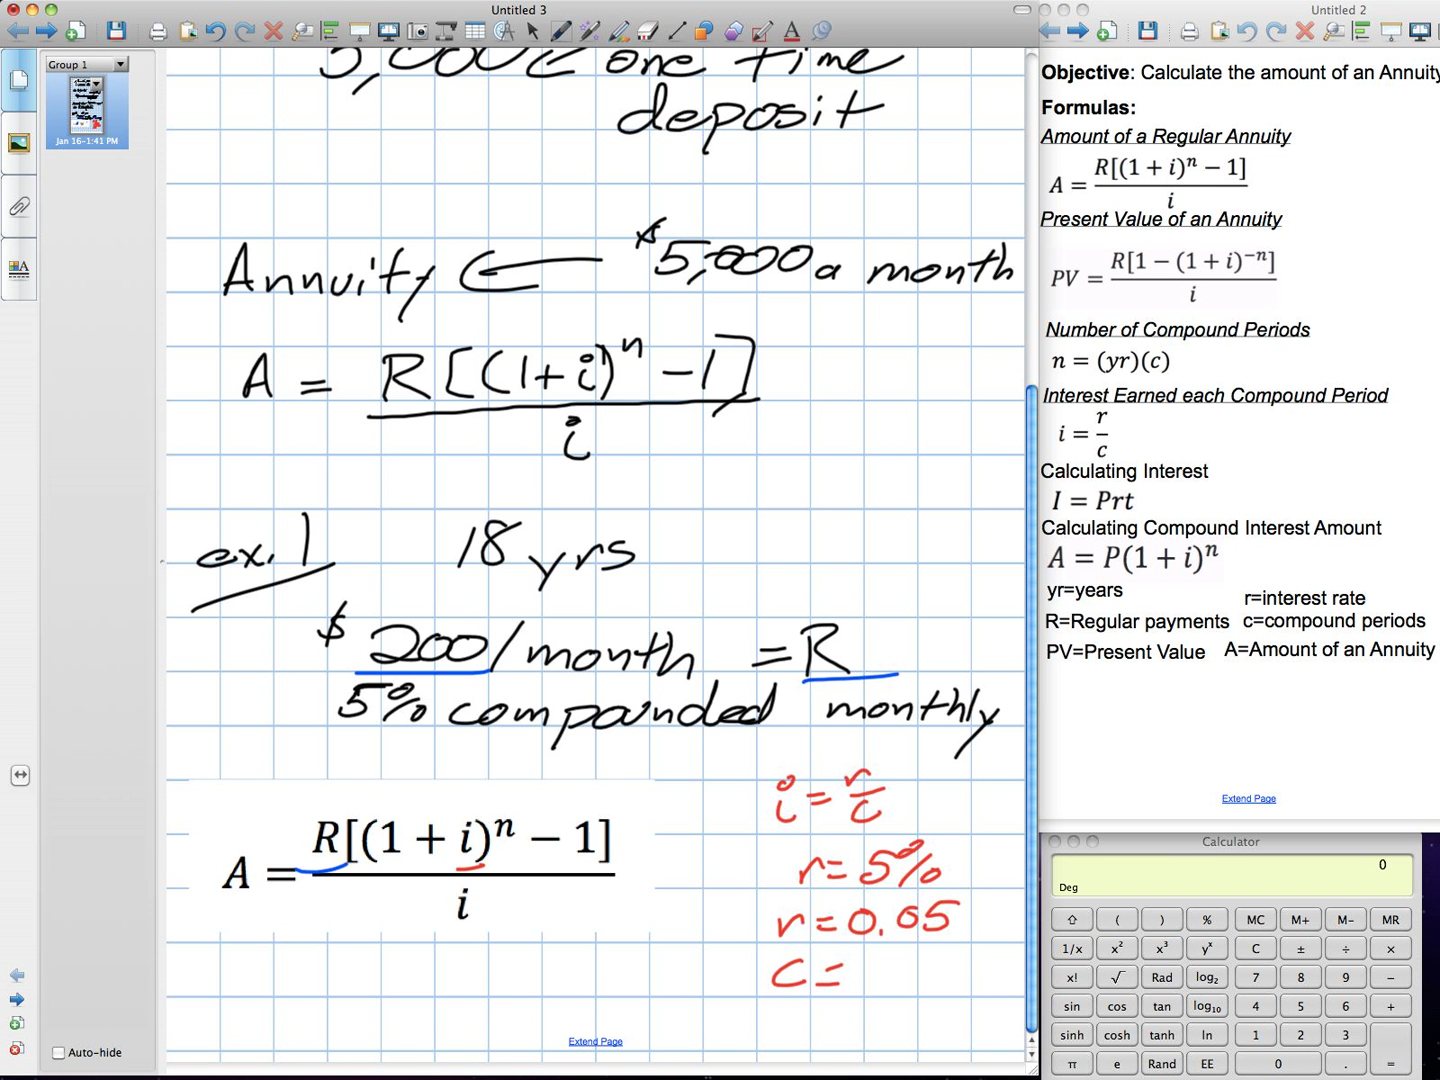 Untitled 3
Group 1
Jan 16-1:41 PM
one time
deposit
Annuity ← $5,000 a month
A = R[(1+i)^n -1] / i
ex. 1 18 yrs
$200/month = R
5% compounded monthly
A = R[(1 + i)^n − 1] / i
i = r/c
r = 5%
r = 0.05
c =
Extend Page
Auto-hide
Untitled 2
Objective: Calculate the amount of an Annuity
Formulas:
Amount of a Regular Annuity
A = R[(1 + i)^n − 1] / i
Present Value of an Annuity
PV = R[1 − (1 + i)^−n] / i
Number of Compound Periods
n = (yr)(c)
Interest Earned each Compound Period
i = r/c
Calculating Interest
I = Prt
Calculating Compound Interest Amount
A = P(1 + i)^n
yr=years r=interest rate
R=Regular payments c=compound periods
PV=Present Value A=Amount of an Annuity
Extend Page
Calculator
0
Deg
⇧ ( ) % MC M+ M− MR
1/x x² x³ yˣ C ± ÷ ×
x! √ Rad log₂ 7 8 9 −
sin cos tan log₁₀ 4 5 6 +
sinh cosh tanh ln 1 2 3
π e Rand EE 0 . =